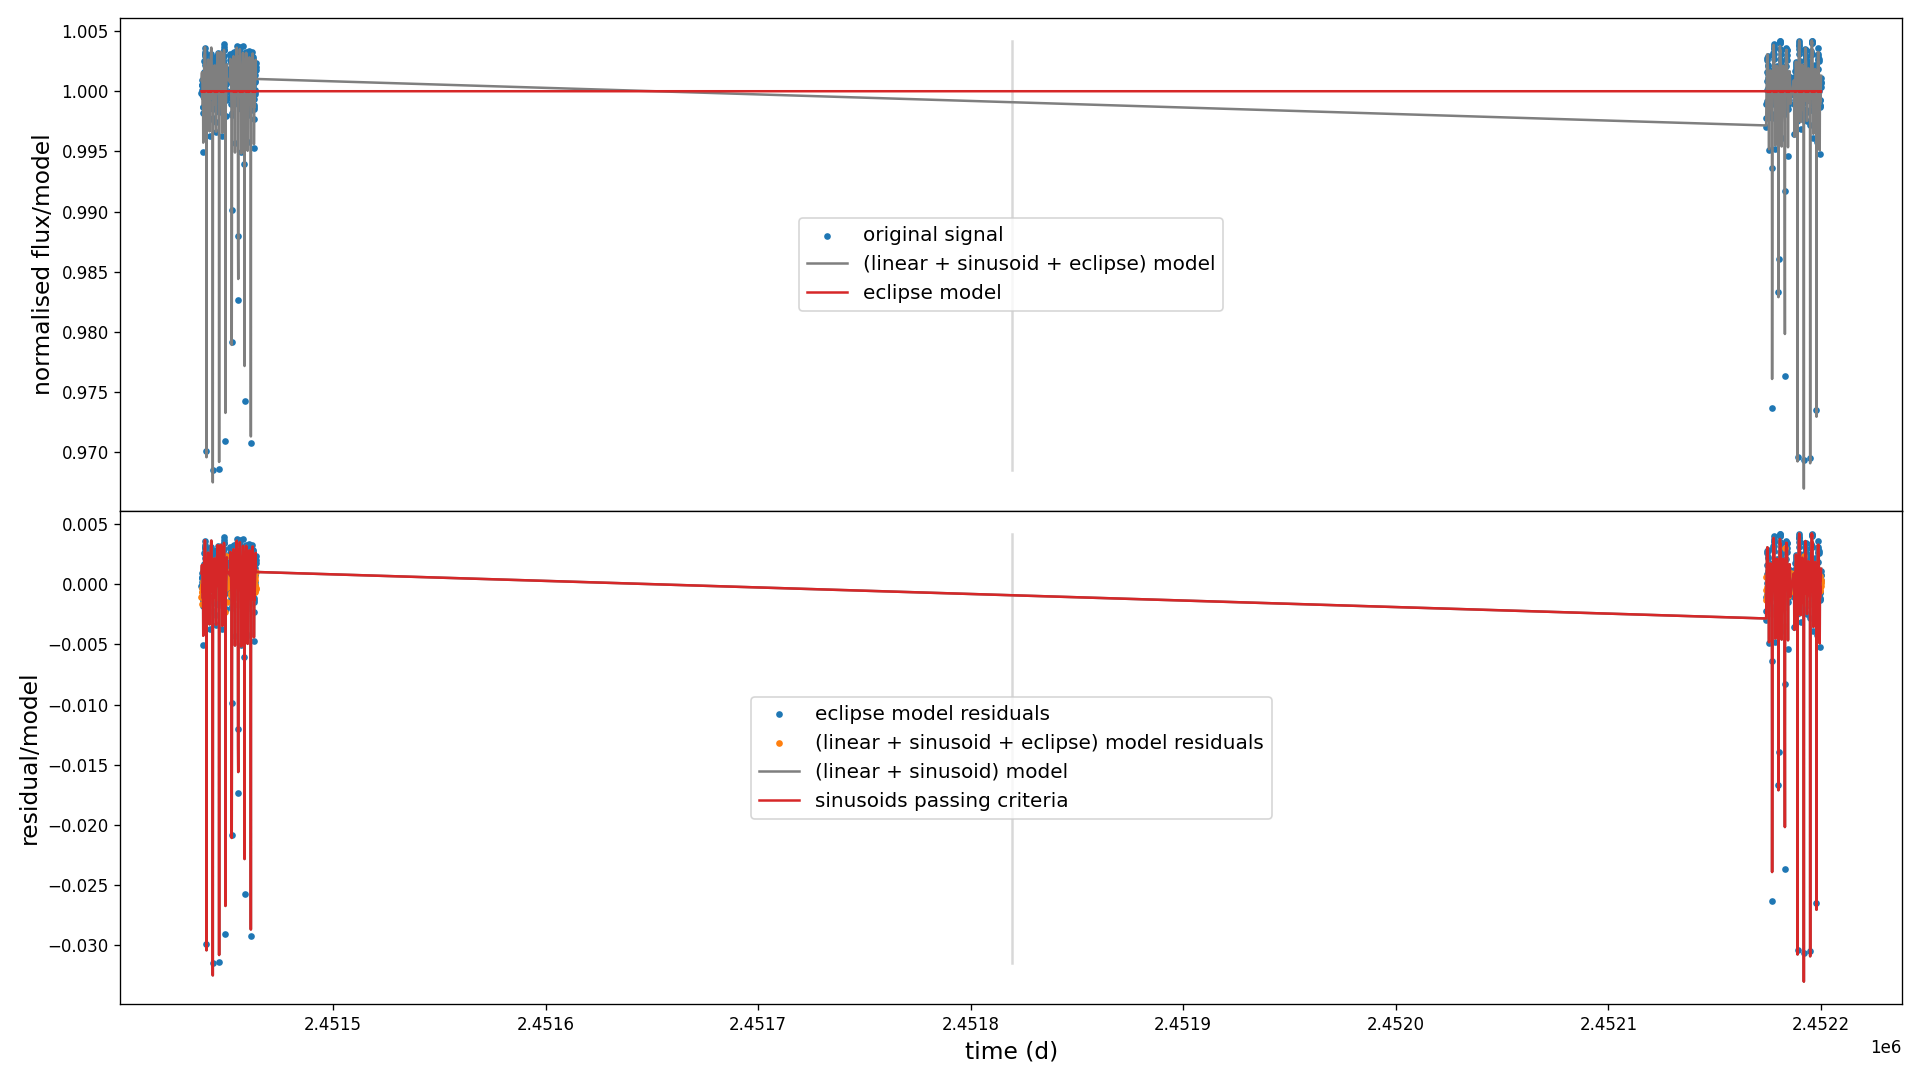 1.005
1.000
0.995
0.990
0.985
0.980
0.975
0.970
normalised flux/model
original signal
(linear + sinusoid + eclipse) model
eclipse model
0.005
0.000
−0.005
−0.010
−0.015
−0.020
−0.025
−0.030
residual/model
eclipse model residuals
(linear + sinusoid + eclipse) model residuals
(linear + sinusoid) model
sinusoids passing criteria
2.4515 2.4516 2.4517 2.4518 2.4519 2.4520 2.4521 2.4522
1e6
time (d)